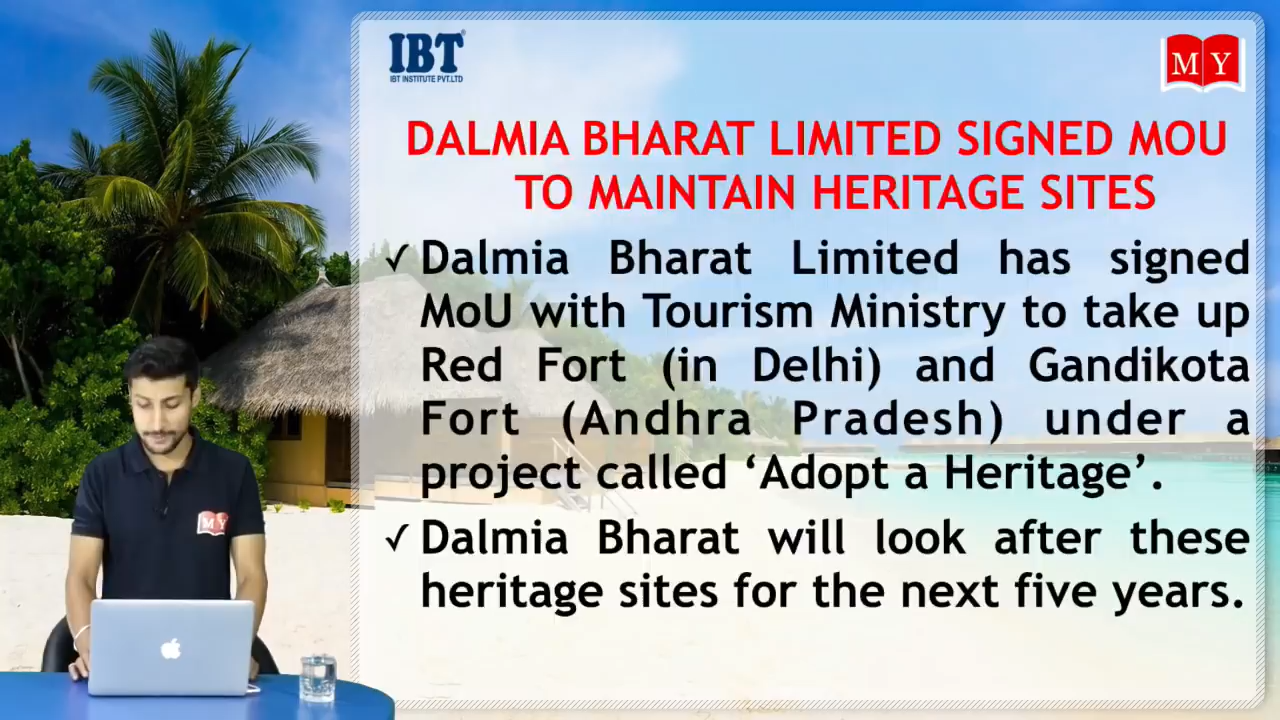 IBT
IBT INSTITUTE PVT.LTD
M Y
DALMIA BHARAT LIMITED SIGNED MOU
TO MAINTAIN HERITAGE SITES
✓ Dalmia Bharat Limited has signed
MoU with Tourism Ministry to take up
Red Fort (in Delhi) and Gandikota
Fort (Andhra Pradesh) under a
project called ‘Adopt a Heritage’.
✓ Dalmia Bharat will look after these
heritage sites for the next five years.
M Y